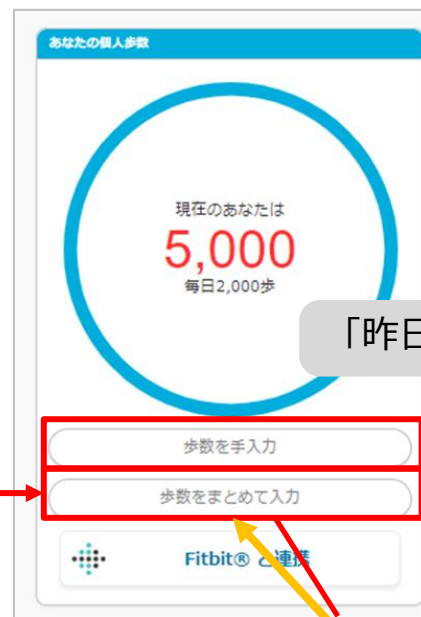 あなたの個人歩数
現在のあなたは
5,000
毎日2,000歩
「昨日
歩数を手入力
歩数をまとめて入力
Fitbit® と連携